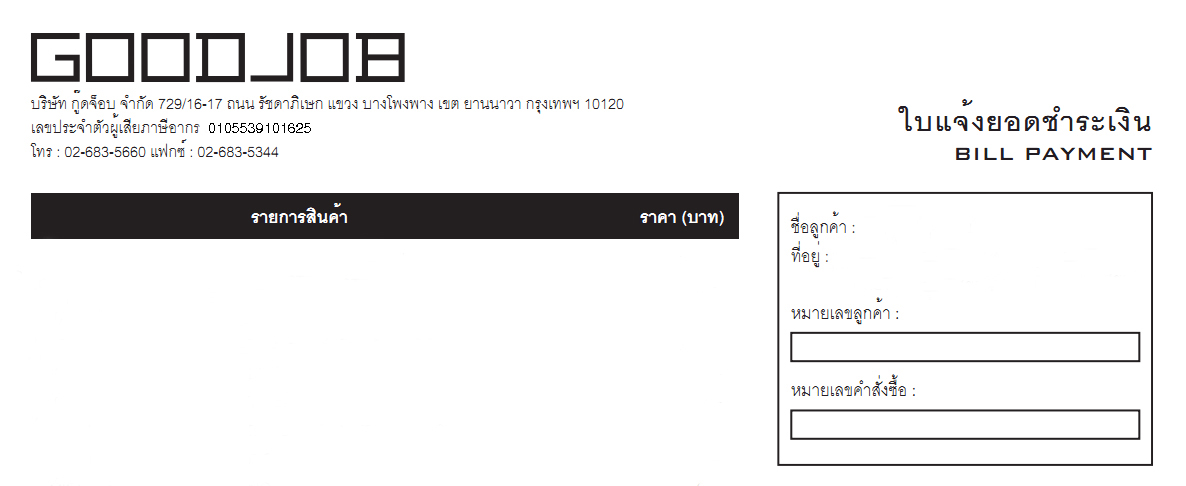 GOODJOB
บริษัท กู๊ดจ็อบ จำกัด 729/16-17 ถนน รัชดาภิเษก แขวง บางโพงพาง เขต ยานนาวา กรุงเทพฯ 10120
เลขประจำตัวผู้เสียภาษีอากร 0105539101625
โทร : 02-683-5660 แฟกซ์ : 02-683-5344
ใบแจ้งยอดชำระเงิน
BILL PAYMENT
รายการสินค้า ราคา (บาท)
ชื่อลูกค้า :
ที่อยู่ :
หมายเลขลูกค้า :
หมายเลขคำสั่งซื้อ :